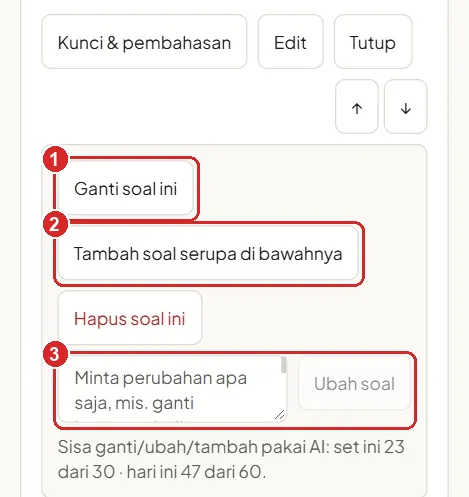 Kunci & pembahasan
Edit
Tutup
↑
↓
1
Ganti soal ini
2
Tambah soal serupa di bawahnya
Hapus soal ini
3
Minta perubahan apa
saja, mis. ganti
Ubah soal
Sisa ganti/ubah/tambah pakai AI: set ini 23
dari 30 · hari ini 47 dari 60.